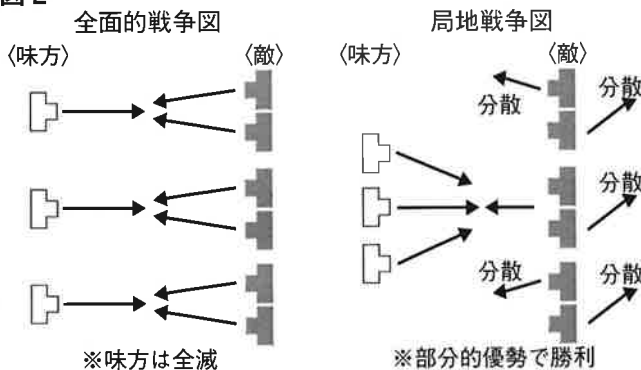 図2
全面的戦争図
〈味方〉
〈敵〉
※味方は全滅
局地戦争図
〈味方〉
〈敵〉
分散
分散
分散
分散
分散
※部分的優勢で勝利